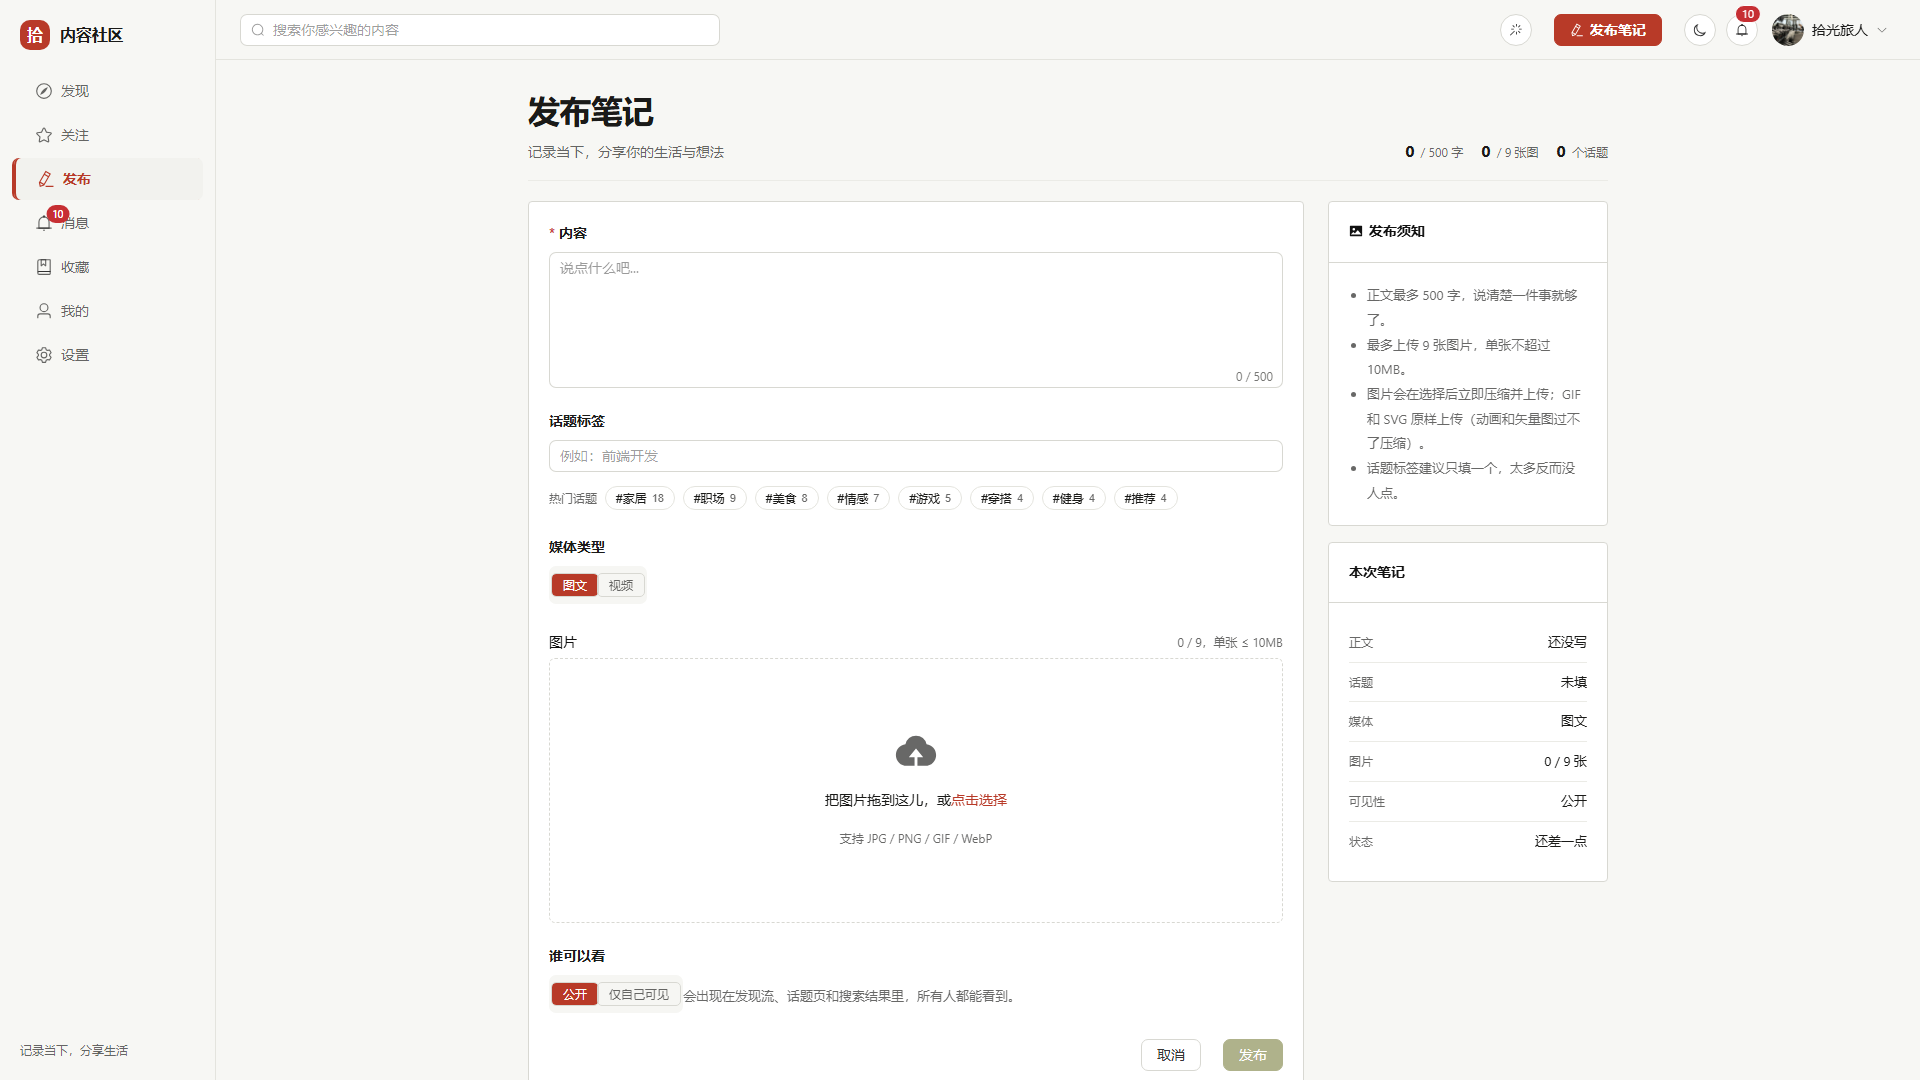 拾 内容社区
搜索你感兴趣的内容
发布笔记
10
拾光旅人
发现
关注
发布
10
消息
收藏
我的
设置
记录当下，分享生活
发布笔记
记录当下，分享你的生活与想法
0 / 500 字 0 / 9 张图 0 个话题
* 内容
说点什么吧...
0 / 500
话题标签
例如：前端开发
热门话题 #家居 18 #职场 9 #美食 8 #情感 7 #游戏 5 #穿搭 4 #健身 4 #推荐 4
媒体类型
图文 视频
图片 0 / 9，单张 ≤ 10MB
把图片拖到这儿，或点击选择
支持 JPG / PNG / GIF / WebP
谁可以看
公开 仅自己可见 会出现在发现流、话题页和搜索结果里，所有人都能看到。
取消 发布
发布须知
正文最多 500 字，说清楚一件事就够
了。
最多上传 9 张图片，单张不超过
10MB。
图片会在选择后立即压缩并上传；GIF
和 SVG 原样上传（动画和矢量图过不
了压缩）。
话题标签建议只填一个，太多反而没
人点。
本次笔记
正文 还没写
话题 未填
媒体 图文
图片 0 / 9 张
可见性 公开
状态 还差一点